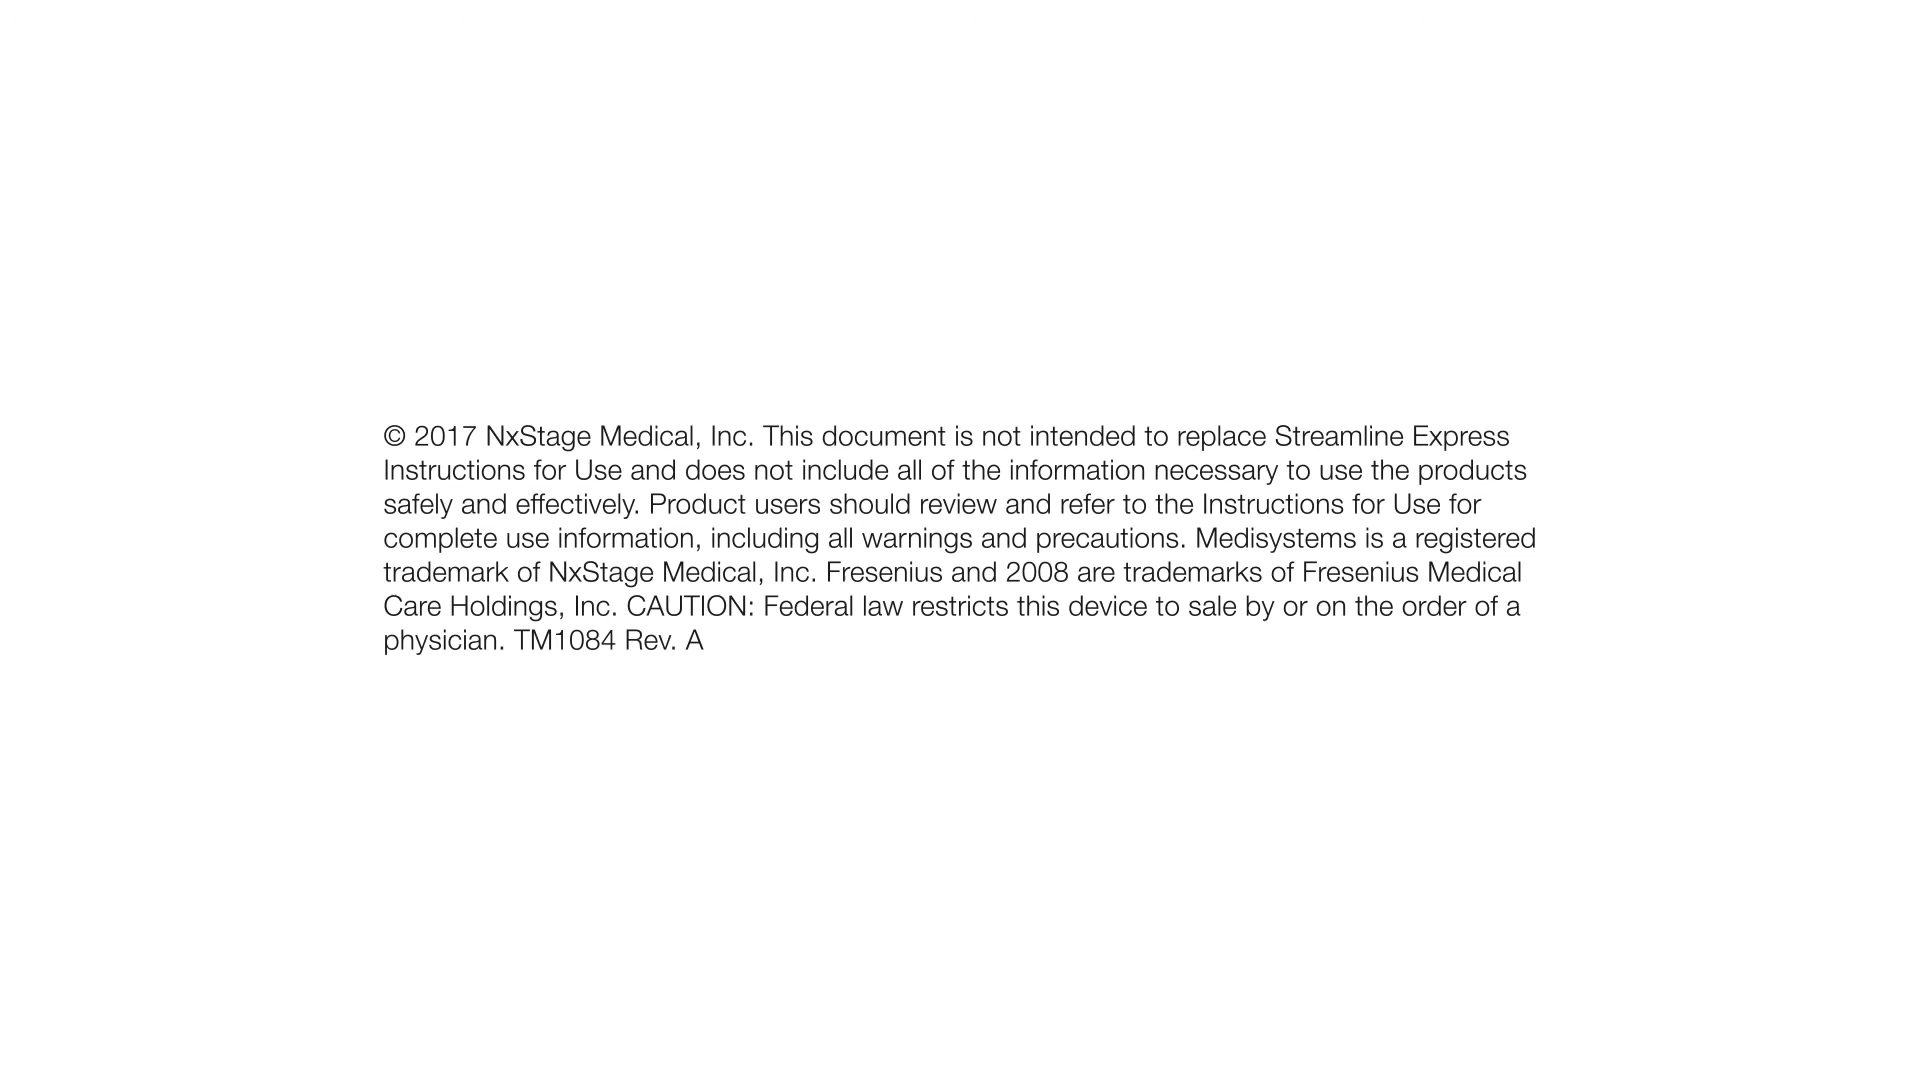 © 2017 NxStage Medical, Inc. This document is not intended to replace Streamline Express
Instructions for Use and does not include all of the information necessary to use the products
safely and effectively. Product users should review and refer to the Instructions for Use for
complete use information, including all warnings and precautions. Medisystems is a registered
trademark of NxStage Medical, Inc. Fresenius and 2008 are trademarks of Fresenius Medical
Care Holdings, Inc. CAUTION: Federal law restricts this device to sale by or on the order of a
physician. TM1084 Rev. A